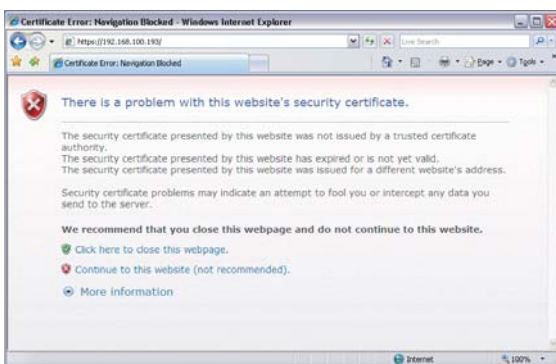 Certificate Error: Navigation Blocked - Windows Internet Explorer
https://192.168.100.193/
Live Search
Certificate Error: Navigation Blocked
Page
Tools
There is a problem with this website's security certificate.
The security certificate presented by this website was not issued by a trusted certificate
authority.
The security certificate presented by this website has expired or is not yet valid.
The security certificate presented by this website was issued for a different website's address.
Security certificate problems may indicate an attempt to fool you or intercept any data you
send to the server.
We recommend that you close this webpage and do not continue to this website.
Click here to close this webpage.
Continue to this website (not recommended).
More information
Internet
100%